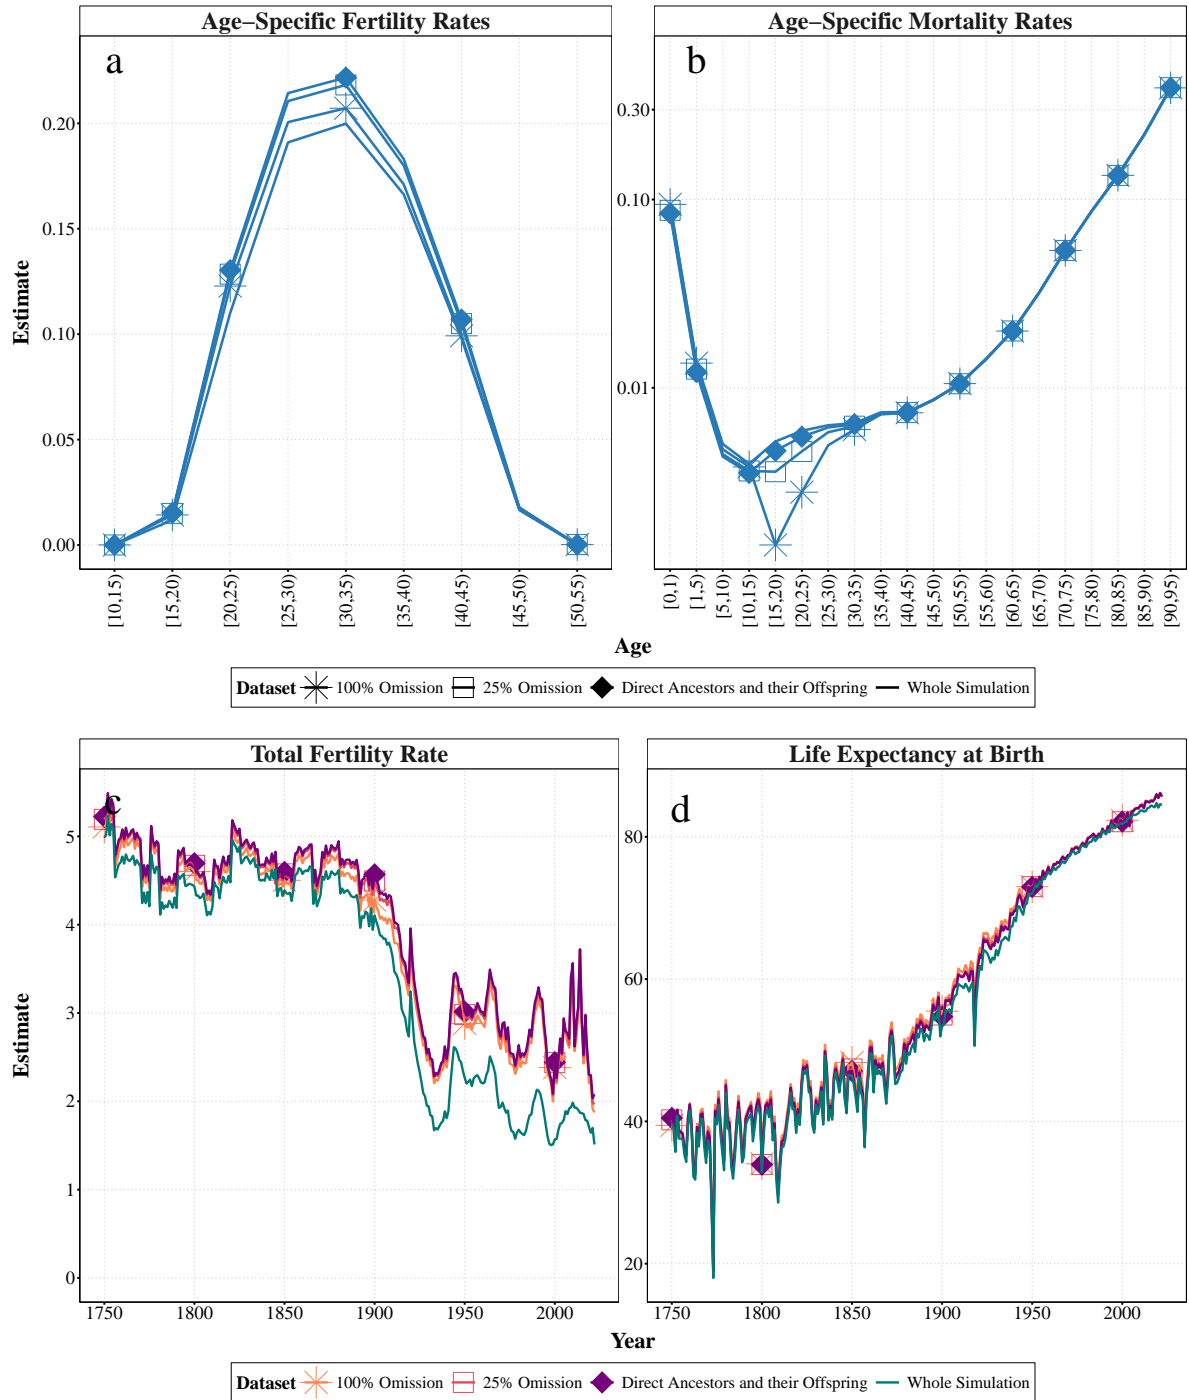 Age−Specific Fertility Rates
Age−Specific Mortality Rates
a
b
Estimate
0.20
0.15
0.10
0.05
0.00
0.30
0.10
0.01
[10,15)
[15,20)
[20,25)
[25,30)
[30,35)
[35,40)
[40,45)
[45,50)
[50,55)
[0,1)
[1,5)
[5,10)
[10,15)
[15,20)
[20,25)
[25,30)
[30,35)
[35,40)
[40,45)
[45,50)
[50,55)
[55,60)
[60,65)
[65,70)
[70,75)
[75,80)
[80,85)
[85,90)
[90,95)
Age
Dataset 100% Omission 25% Omission Direct Ancestors and their Offspring Whole Simulation
Total Fertility Rate
Life Expectancy at Birth
c
d
Estimate
5
4
3
2
1
0
80
60
40
20
1750 1800 1850 1900 1950 2000
1750 1800 1850 1900 1950 2000
Year
Dataset 100% Omission 25% Omission Direct Ancestors and their Offspring Whole Simulation